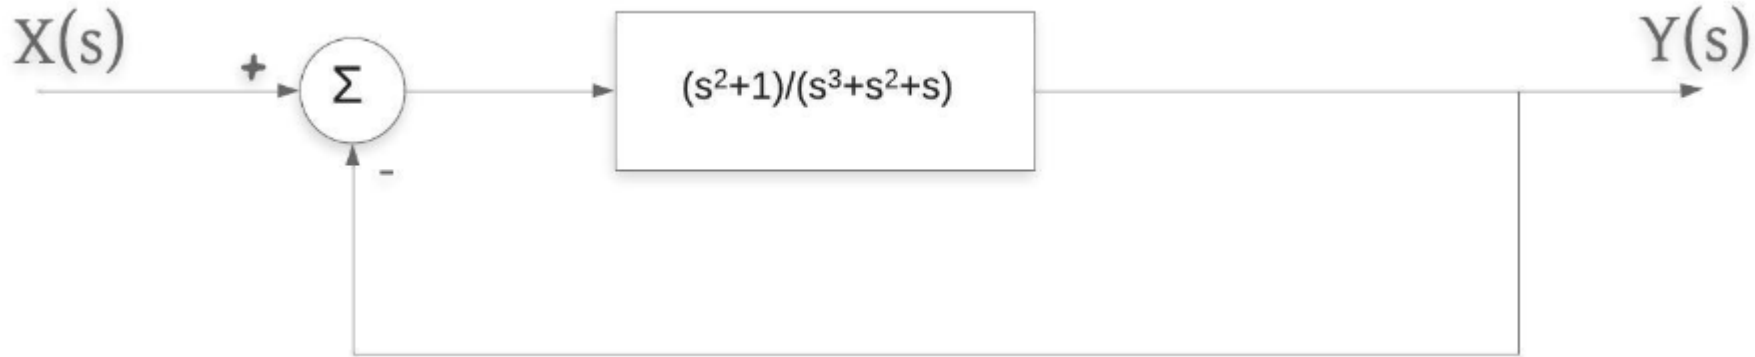 X(s)
+
Σ
(s²+1)/(s³+s²+s)
Y(s)
-